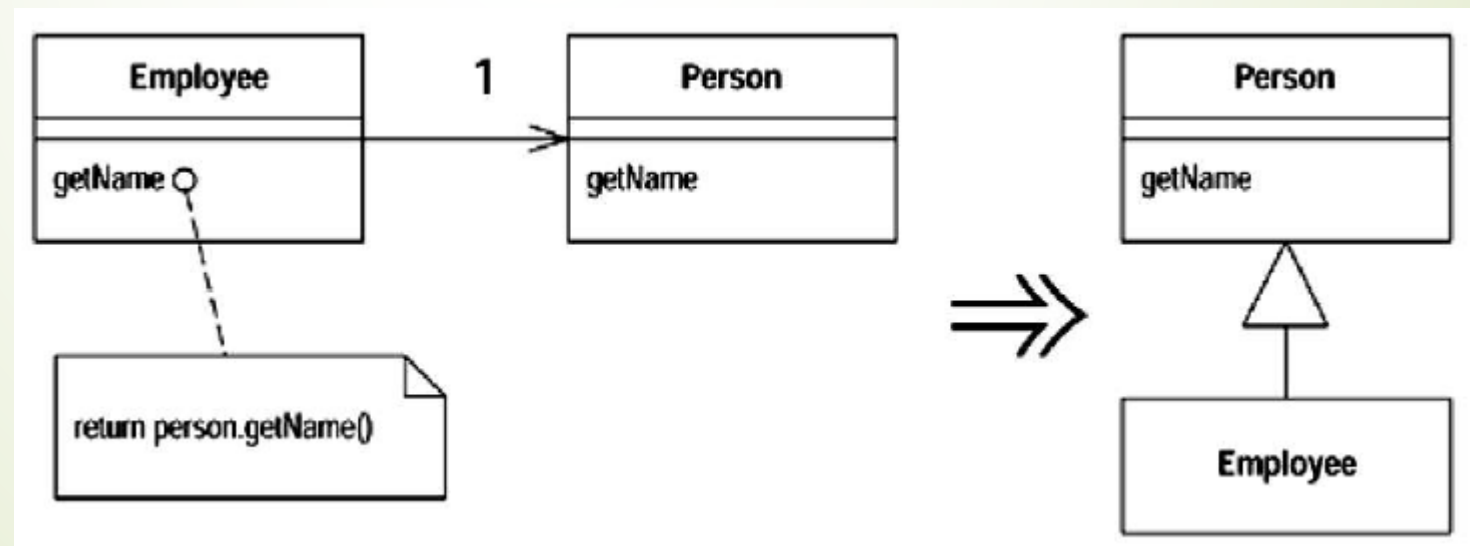 Employee
1
Person
Person
getName
getName
getName
return person.getName()
Employee